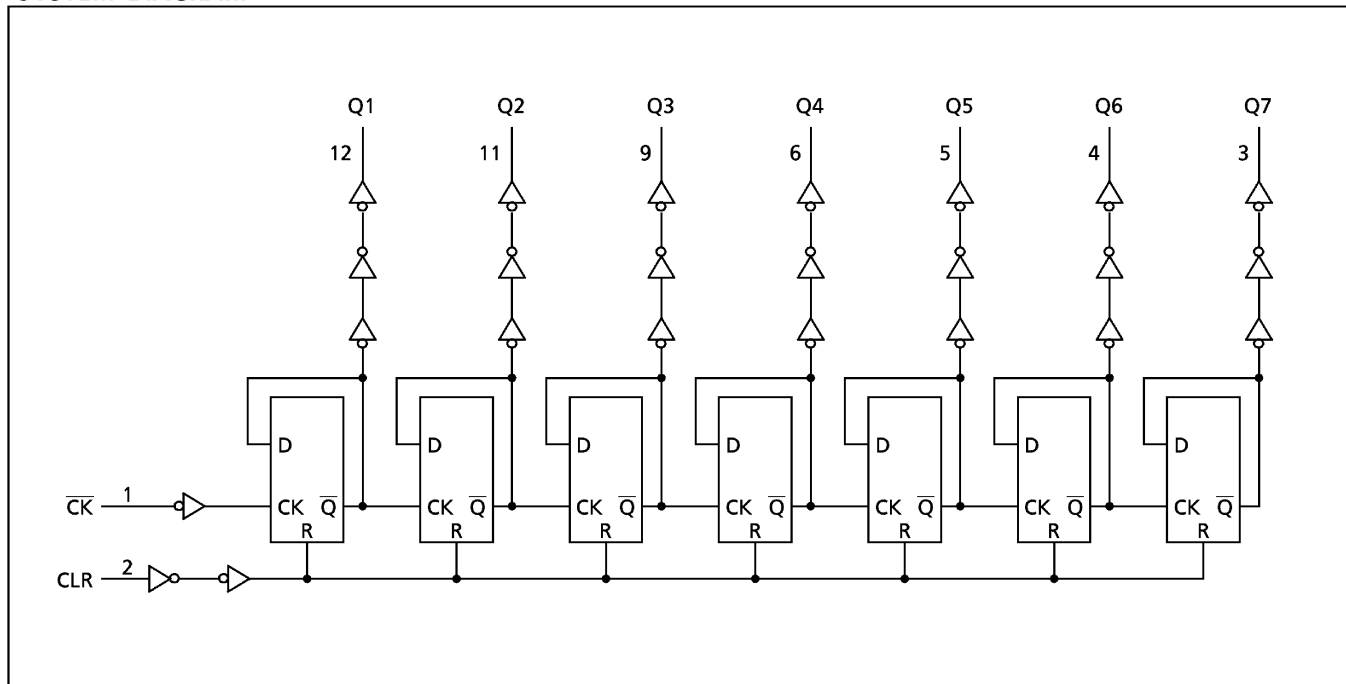 Q1 Q2 Q3 Q4 Q5 Q6 Q7
12 11 9 6 5 4 3
D D D D D D D
C̅K̅ 1 CK Q̅ CK Q̅ CK Q̅ CK Q̅ CK Q̅ CK Q̅ CK Q̅
R R R R R R R
CLR 2